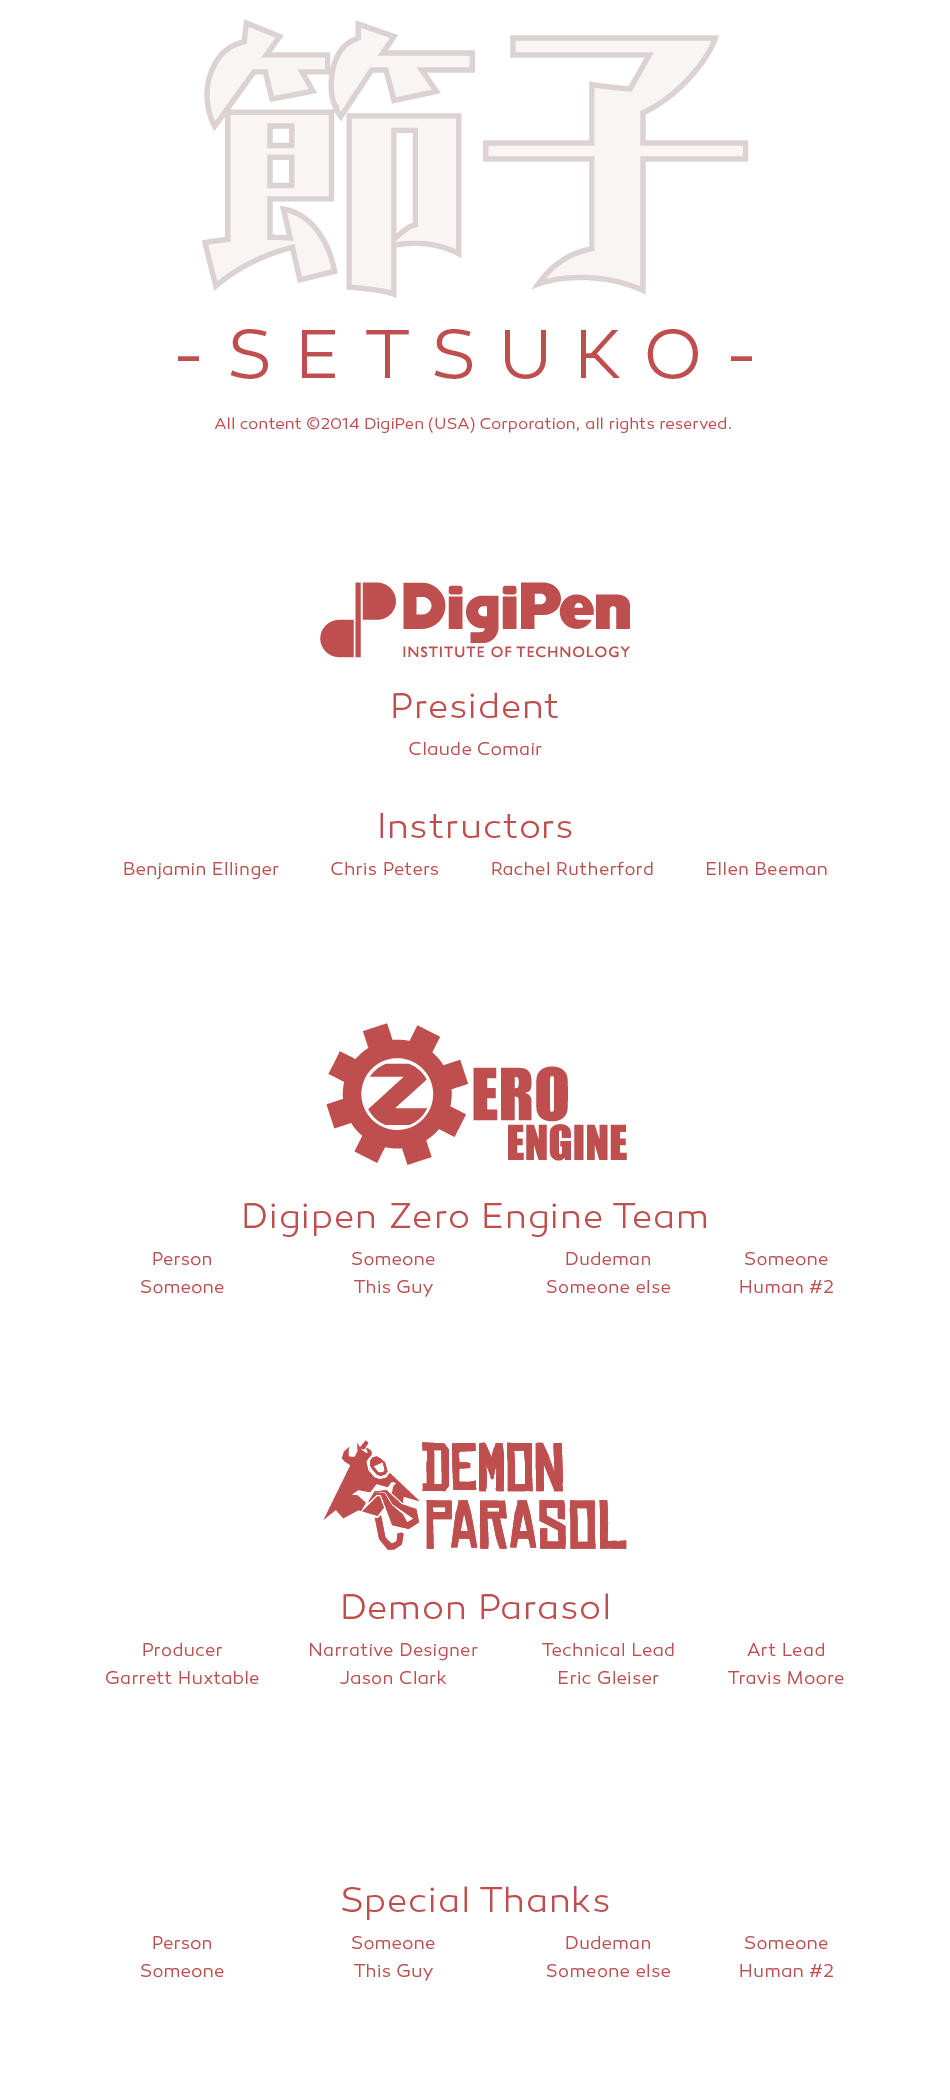 節子
- SETSUKO -
All content ©2014 DigiPen (USA) Corporation, all rights reserved.
DigiPen
INSTITUTE OF TECHNOLOGY
President
Claude Comair
Instructors
Benjamin Ellinger Chris Peters Rachel Rutherford Ellen Beeman
ZERO
ENGINE
Digipen Zero Engine Team
Person Someone Dudeman Someone
Someone This Guy Someone else Human #2
DEMON
PARASOL
Demon Parasol
Producer Narrative Designer Technical Lead Art Lead
Garrett Huxtable Jason Clark Eric Gleiser Travis Moore
Special Thanks
Person Someone Dudeman Someone
Someone This Guy Someone else Human #2